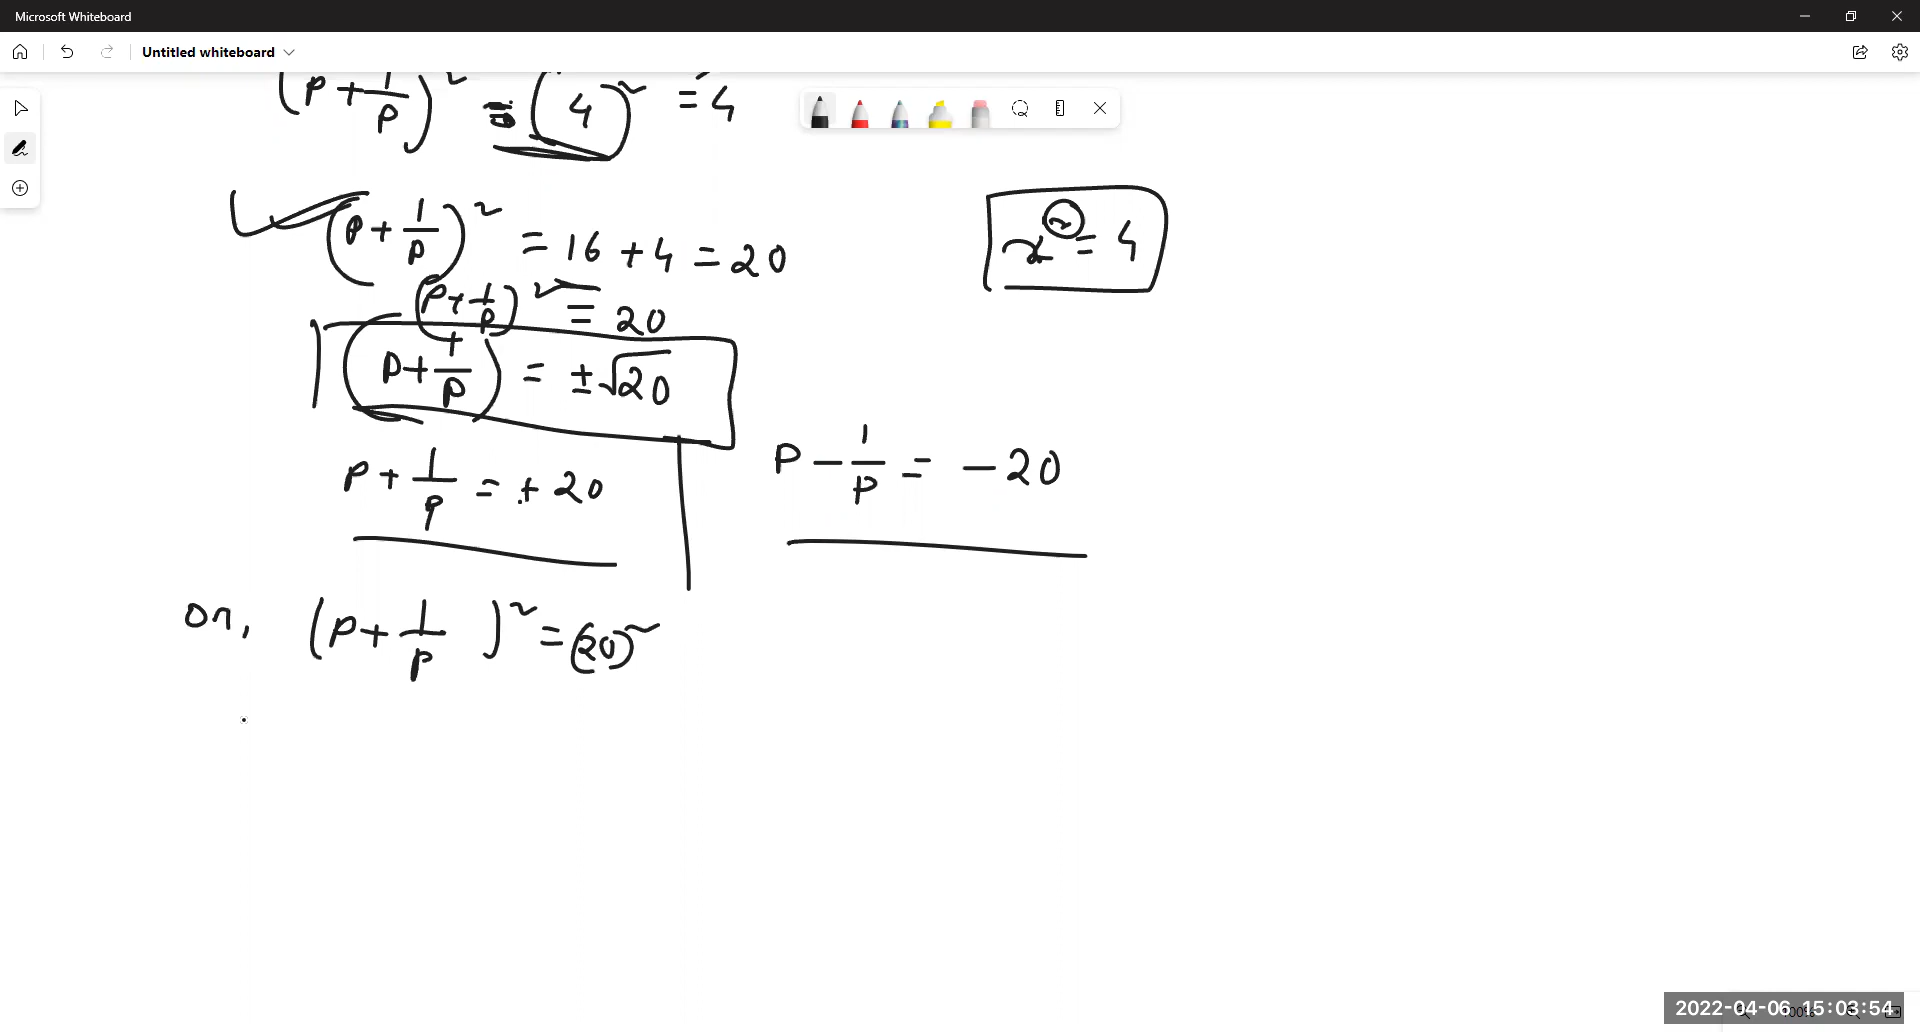 Microsoft Whiteboard
Untitled whiteboard
(P + 1/P)² = (4)² = 4
(P + 1/P)² = 16 + 4 = 20
x² = 4
(P + 1/P)² = 20
(P + 1/P) = ±√20
P + 1/P = + 20
P - 1/P = - 20
or, (P + 1/P)² = (20)²
2022-04-06 15:03:54